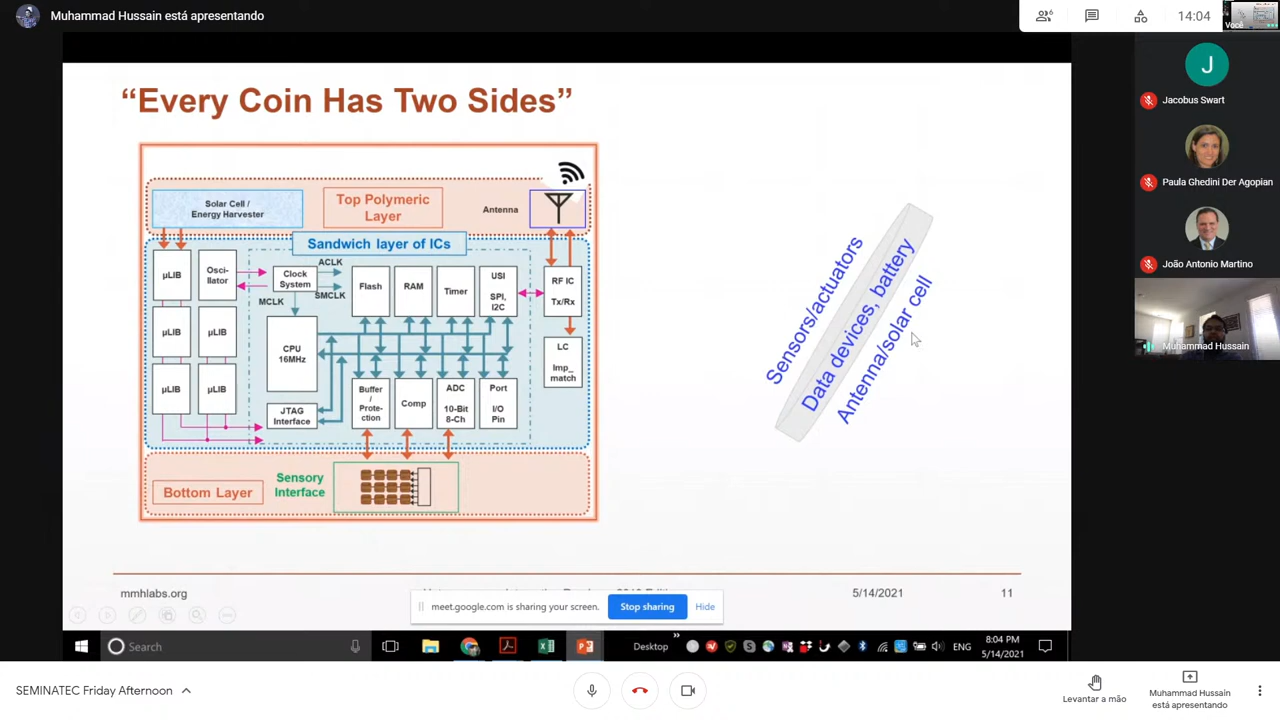 Muhammad Hussain está apresentando
6
14:04
Você
“Every Coin Has Two Sides”
Solar Cell /
Energy Harvester
Top Polymeric
Layer
Antenna
Sandwich layer of ICs
µLIB
Osci-
llator
Clock
System
ACLK
SMCLK
MCLK
Flash
RAM
Timer
USI
SPI,
I2C
RF IC
Tx/Rx
µLIB
µLIB
CPU
16MHz
LC
Imp_
match
µLIB
µLIB
JTAG
Interface
Buffer
/
Prote-
ction
Comp
ADC
10-Bit
8-Ch
Port
I/O
Pin
Bottom Layer
Sensory
Interface
Sensors/actuators
Data devices, battery
Antenna/solar cell
mmhlabs.org
5/14/2021
11
meet.google.com is sharing your screen.
Stop sharing
Hide
Search
Desktop
ENG
8:04 PM
5/14/2021
J
Jacobus Swart
Paula Ghedini Der Agopian
João Antonio Martino
Muhammad Hussain
SEMINATEC Friday Afternoon
Levantar a mão
Muhammad Hussain
está apresentando